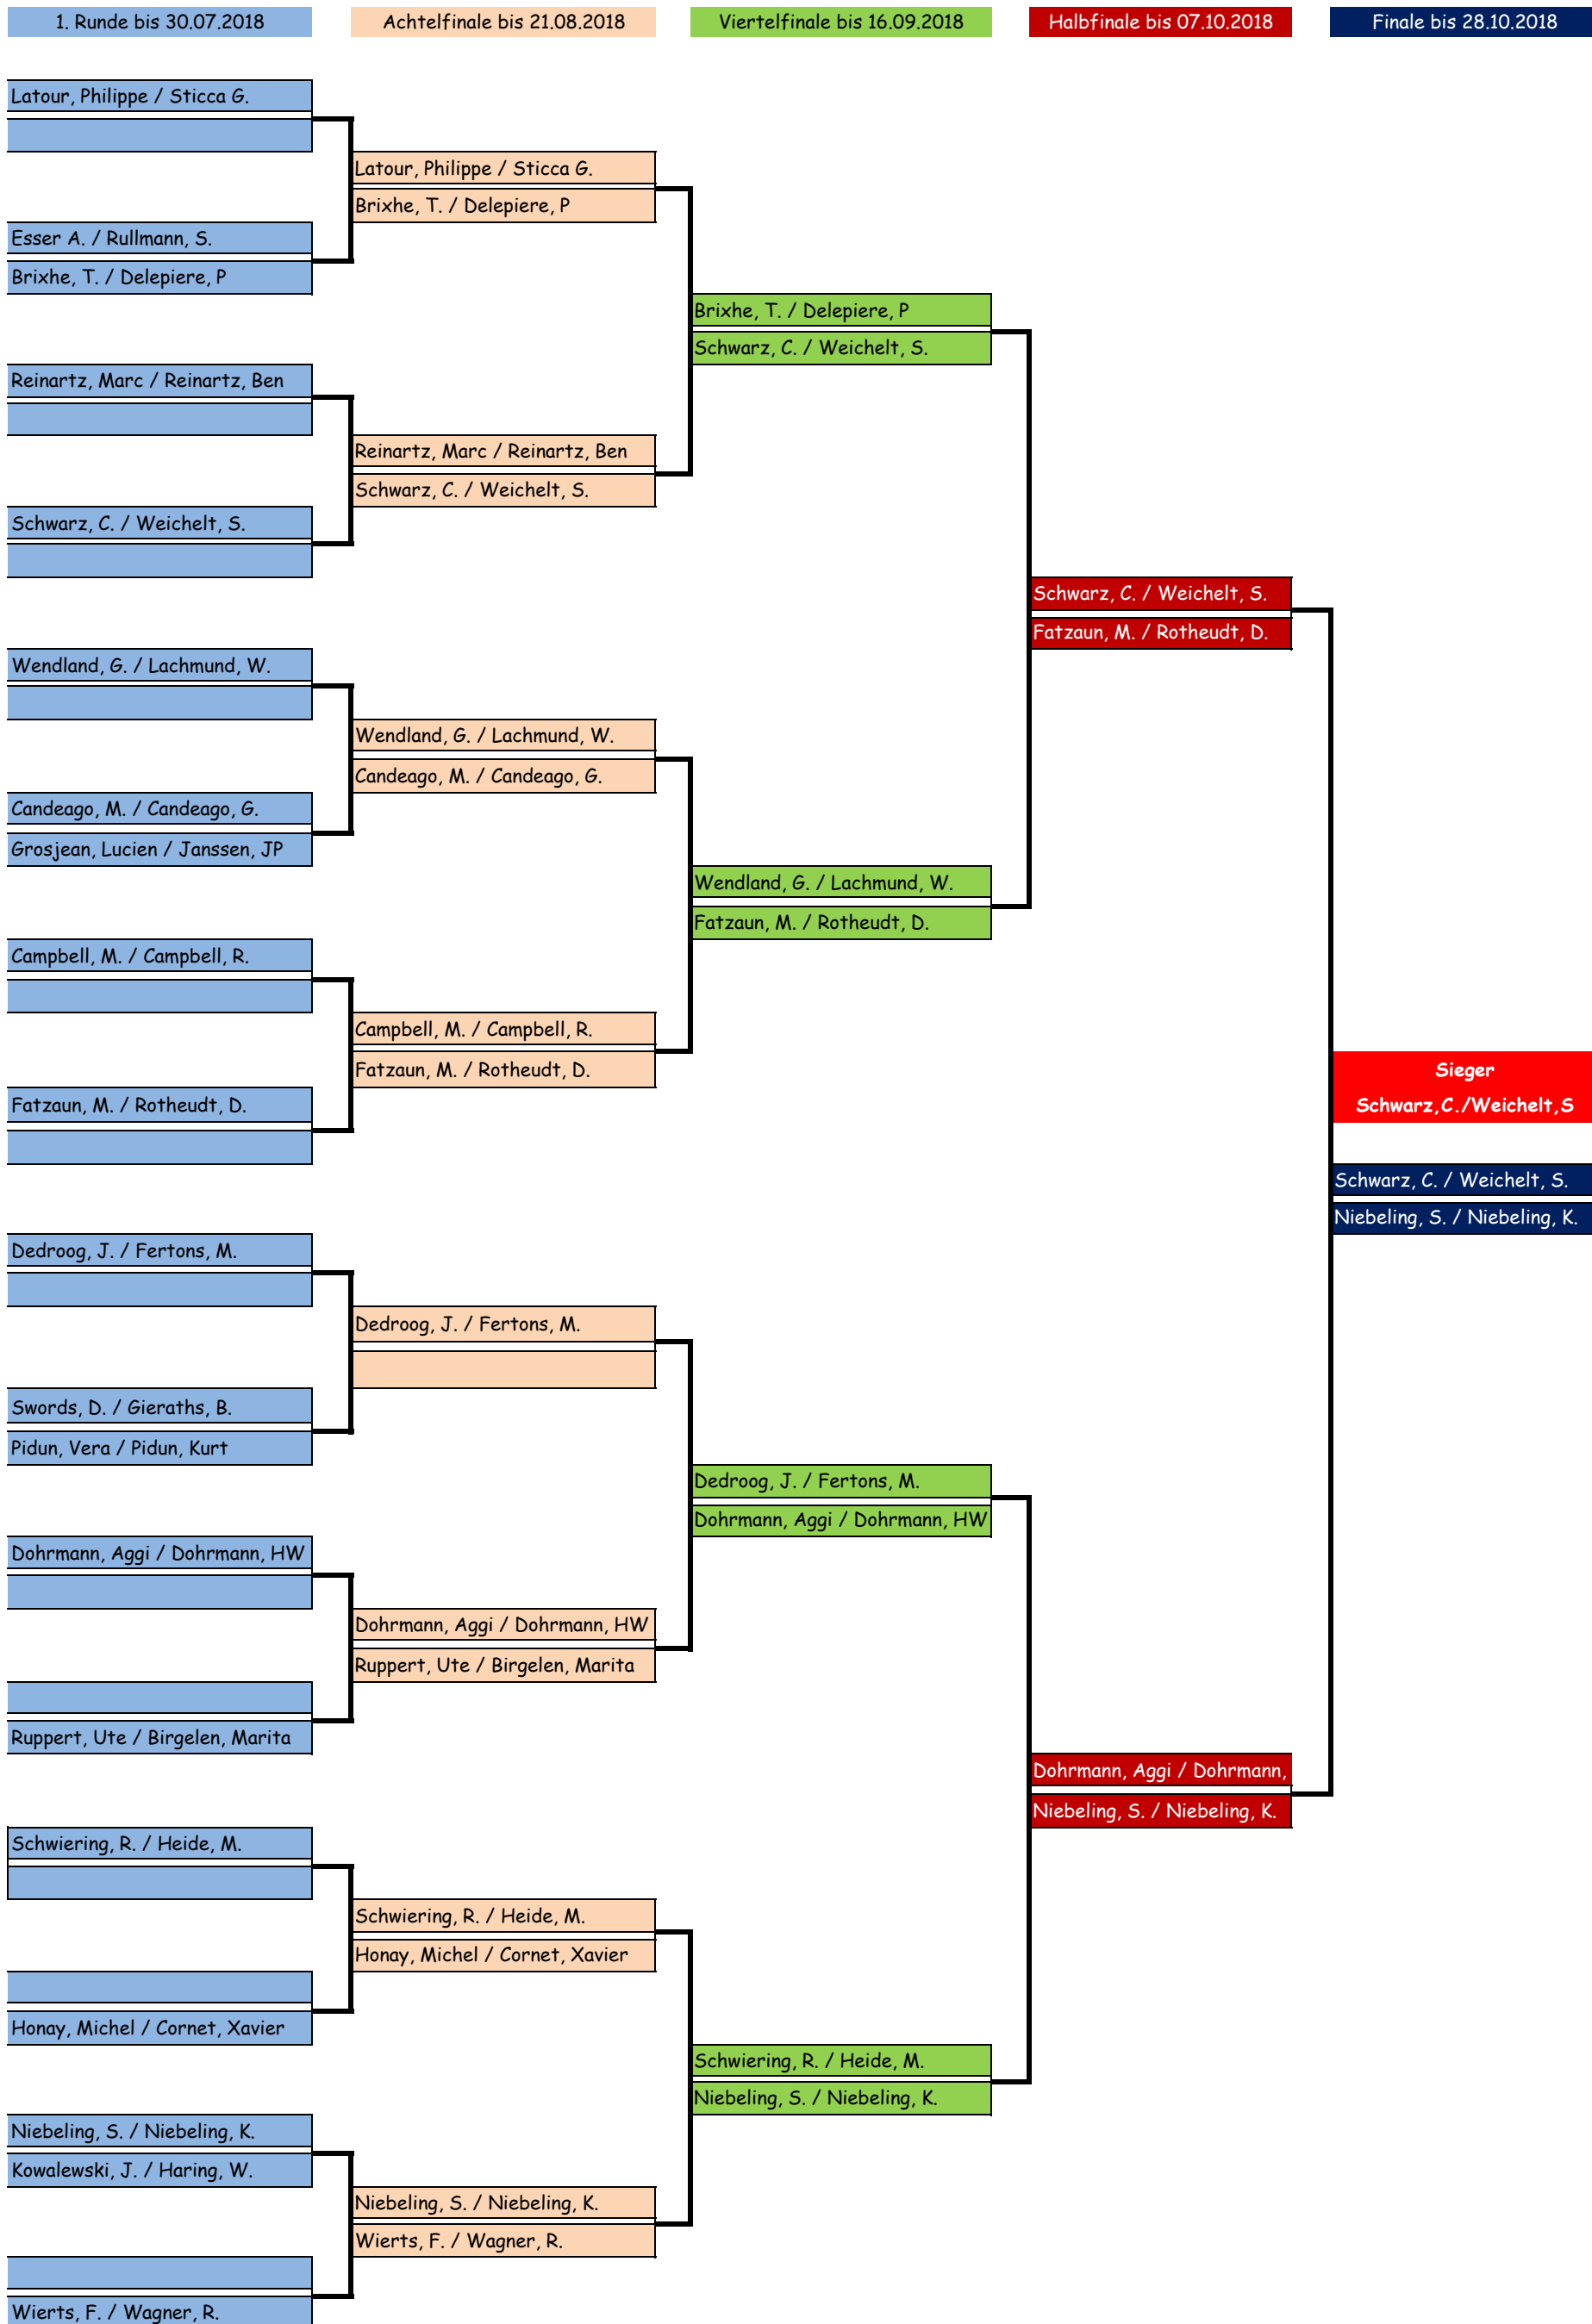 1. Runde bis 30.07.2018
Achtelfinale bis 21.08.2018
Viertelfinale bis 16.09.2018
Halbfinale bis 07.10.2018
Finale bis 28.10.2018
Latour, Philippe / Sticca G.
Esser A. / Rullmann, S.
Brixhe, T. / Delepiere, P
Reinartz, Marc / Reinartz, Ben
Schwarz, C. / Weichelt, S.
Wendland, G. / Lachmund, W.
Candeago, M. / Candeago, G.
Grosjean, Lucien / Janssen, JP
Campbell, M. / Campbell, R.
Fatzaun, M. / Rotheudt, D.
Dedroog, J. / Fertons, M.
Swords, D. / Gieraths, B.
Pidun, Vera / Pidun, Kurt
Dohrmann, Aggi / Dohrmann, HW
Ruppert, Ute / Birgelen, Marita
Schwiering, R. / Heide, M.
Honay, Michel / Cornet, Xavier
Niebeling, S. / Niebeling, K.
Kowalewski, J. / Haring, W.
Wierts, F. / Wagner, R.
Latour, Philippe / Sticca G.
Brixhe, T. / Delepiere, P
Reinartz, Marc / Reinartz, Ben
Schwarz, C. / Weichelt, S.
Wendland, G. / Lachmund, W.
Candeago, M. / Candeago, G.
Campbell, M. / Campbell, R.
Fatzaun, M. / Rotheudt, D.
Dedroog, J. / Fertons, M.
Dohrmann, Aggi / Dohrmann, HW
Ruppert, Ute / Birgelen, Marita
Schwiering, R. / Heide, M.
Honay, Michel / Cornet, Xavier
Niebeling, S. / Niebeling, K.
Wierts, F. / Wagner, R.
Brixhe, T. / Delepiere, P
Schwarz, C. / Weichelt, S.
Wendland, G. / Lachmund, W.
Fatzaun, M. / Rotheudt, D.
Dedroog, J. / Fertons, M.
Dohrmann, Aggi / Dohrmann, HW
Schwiering, R. / Heide, M.
Niebeling, S. / Niebeling, K.
Schwarz, C. / Weichelt, S.
Fatzaun, M. / Rotheudt, D.
Dohrmann, Aggi / Dohrmann,
Niebeling, S. / Niebeling, K.
Sieger
Schwarz,C./Weichelt,S
Schwarz, C. / Weichelt, S.
Niebeling, S. / Niebeling, K.